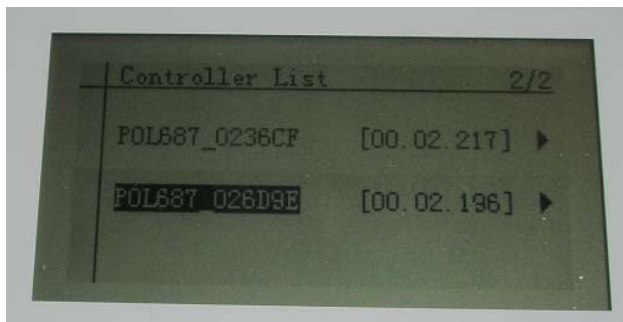 Controller List 2/2
POL687_0236CF [00.02.217]
POL687_026D9E [00.02.196]